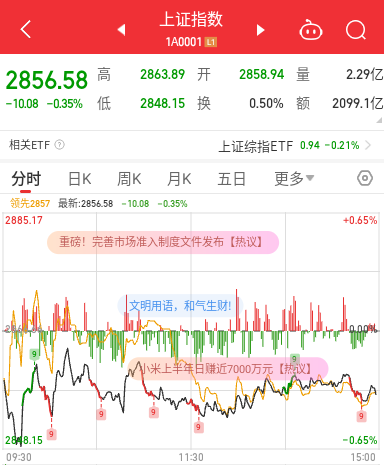 上证指数
1A0001 L1
2856.58 高 2863.89 开 2858.94 量 2.29亿
-10.08 -0.35% 低 2848.15 换 0.50% 额 2099.1亿
相关ETF ? 上证综指ETF 0.94 -0.21%
分时 日K 周K 月K 五日 更多
领先2857 最新:2856.58 -10.08 -0.35%
2885.17 +0.65%
重磅！完善市场准入制度文件发布【热议】
文明用语，和气生财!
0.00%
9
9
小米上半年日赚近7000万元【热议】
9
9
9
9
9
2848.15 -0.65%
09:30 11:30 15:00